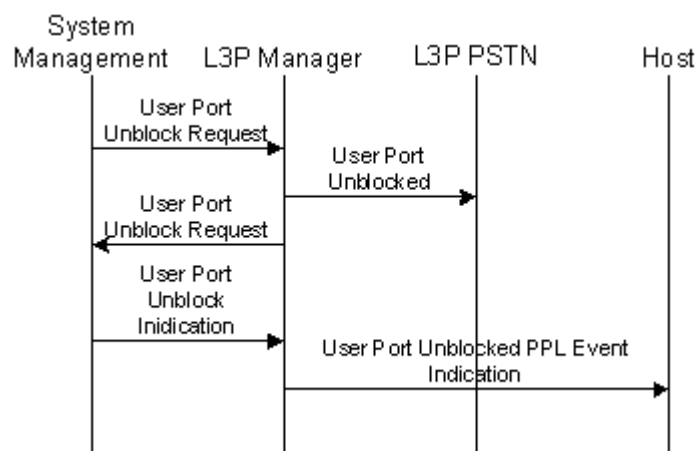 System
Management
L3P Manager
L3P PSTN
Host
User Port
Unblock Request
User Port
Unblocked
User Port
Unblock Request
User Port
Unblock
Inidication
User Port Unblocked PPL Event
Indication